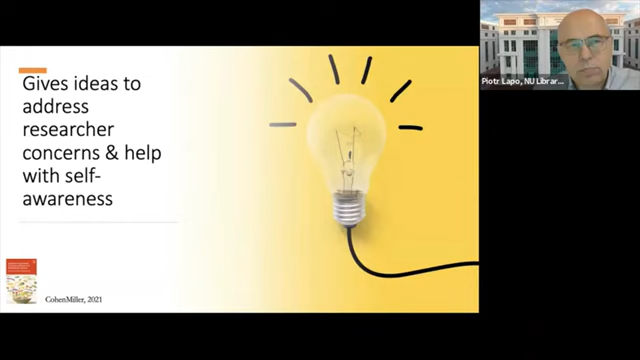 Gives ideas to
address
researcher
concerns & help
with self-
awareness
CohenMiller, 2021
Piotr Lapo, NU Librar...